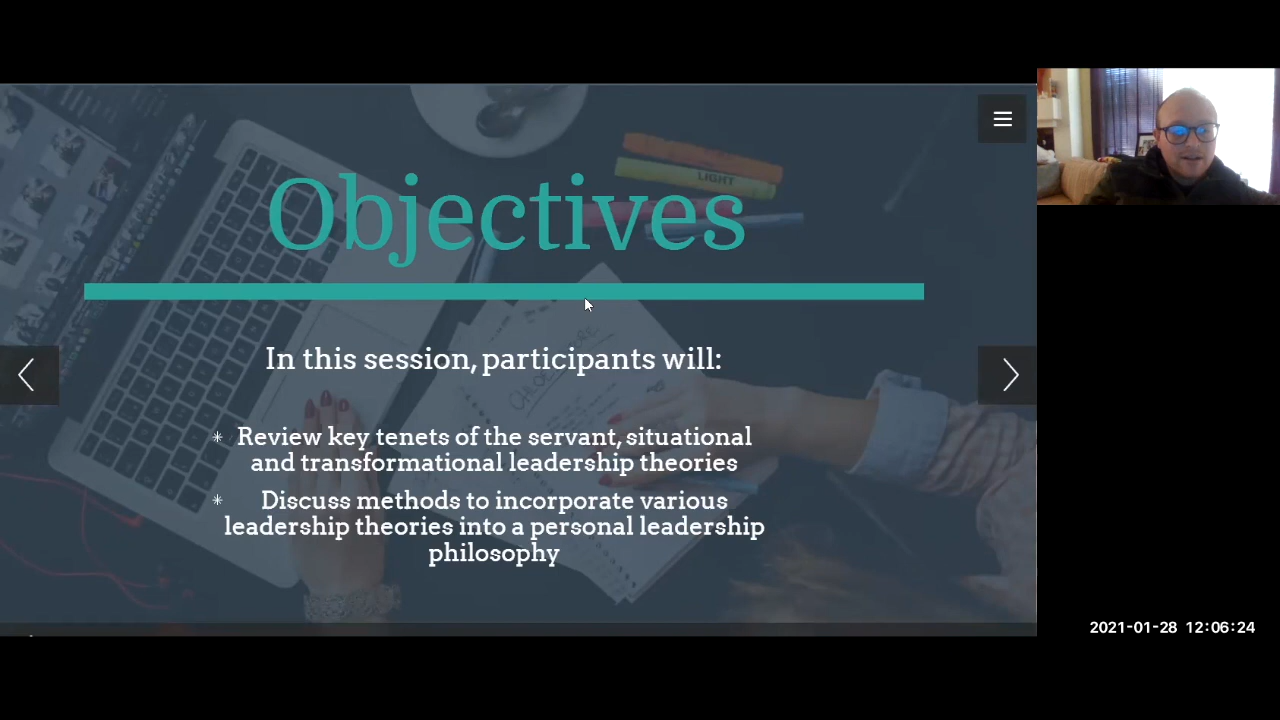 LIGHT
Objectives
In this session, participants will:
* Review key tenets of the servant, situational
and transformational leadership theories
* Discuss methods to incorporate various
leadership theories into a personal leadership
philosophy
2021-01-28 12:06:24